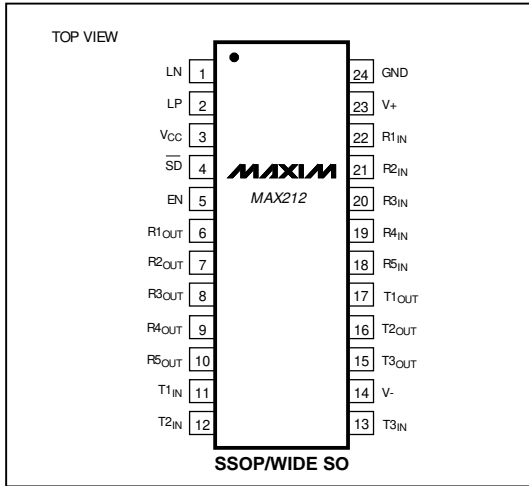 TOP VIEW
LN 1 24 GND
LP 2 23 V+
VCC 3 22 R1IN
SD 4 MAXIM 21 R2IN
EN 5 MAX212 20 R3IN
R1OUT 6 19 R4IN
R2OUT 7 18 R5IN
R3OUT 8 17 T1OUT
R4OUT 9 16 T2OUT
R5OUT 10 15 T3OUT
T1IN 11 14 V-
T2IN 12 13 T3IN
SSOP/WIDE SO